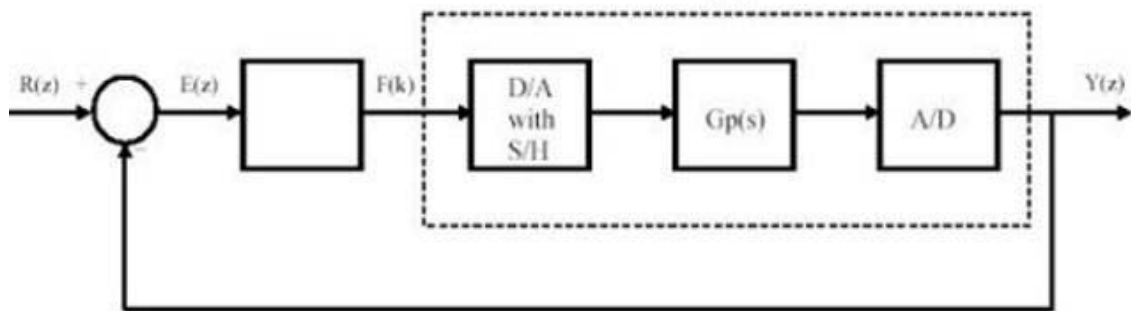 R(z) +
E(z)
F(k)
D/A
with
S/H
Gp(s)
A/D
Y(z)
-